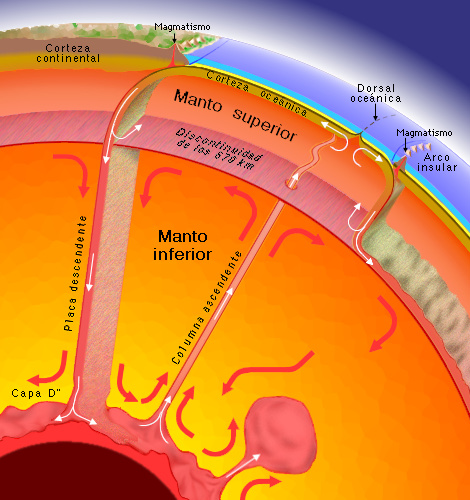 Magmatismo
Corteza
continental
Corteza oceánica
Dorsal
oceánica
Manto superior
Magmatismo
Arco
insular
Discontinuidad
de los 670 km
Manto
inferior
Placa descendente
Columna ascendente
Capa D"